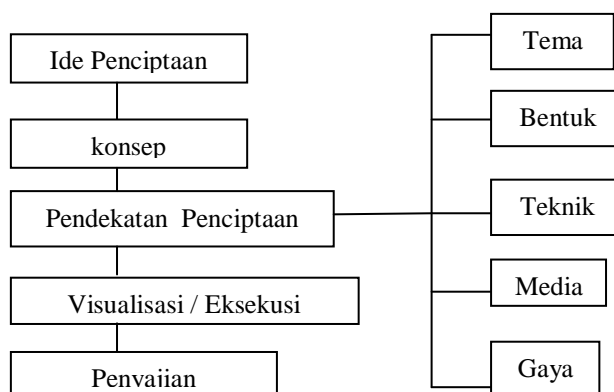 Ide Penciptaan
konsep
Pendekatan Penciptaan
Visualisasi / Eksekusi
Penyajian
Tema
Bentuk
Teknik
Media
Gaya